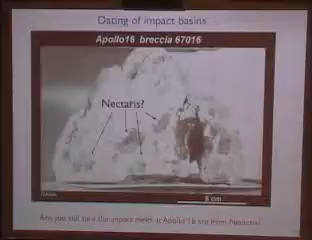 Dating of impact basins
Apollo16 breccia 67016
Nectaris?
8 cm
Are you still sure the impact melt at Apollo 16 are from Nectaris?